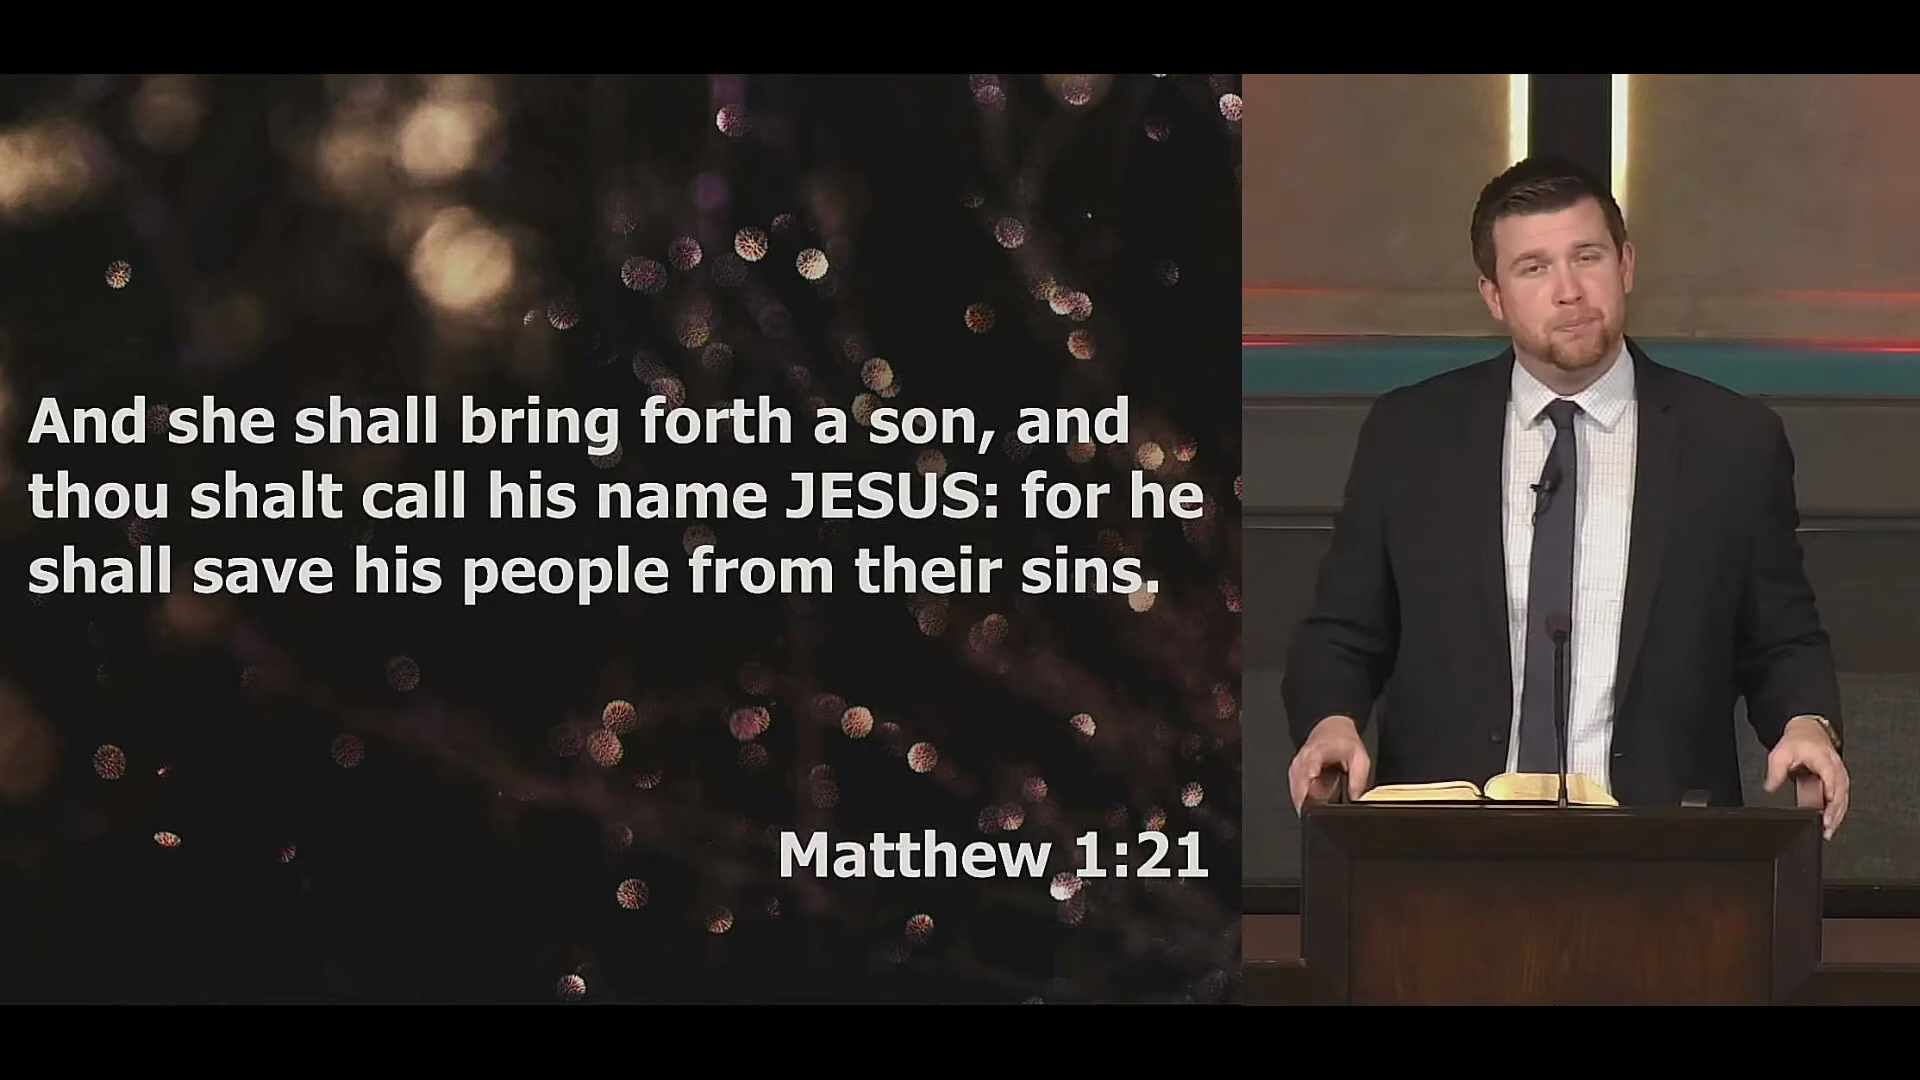 And she shall bring forth a son, and
thou shalt call his name JESUS: for he
shall save his people from their sins.
Matthew 1:21